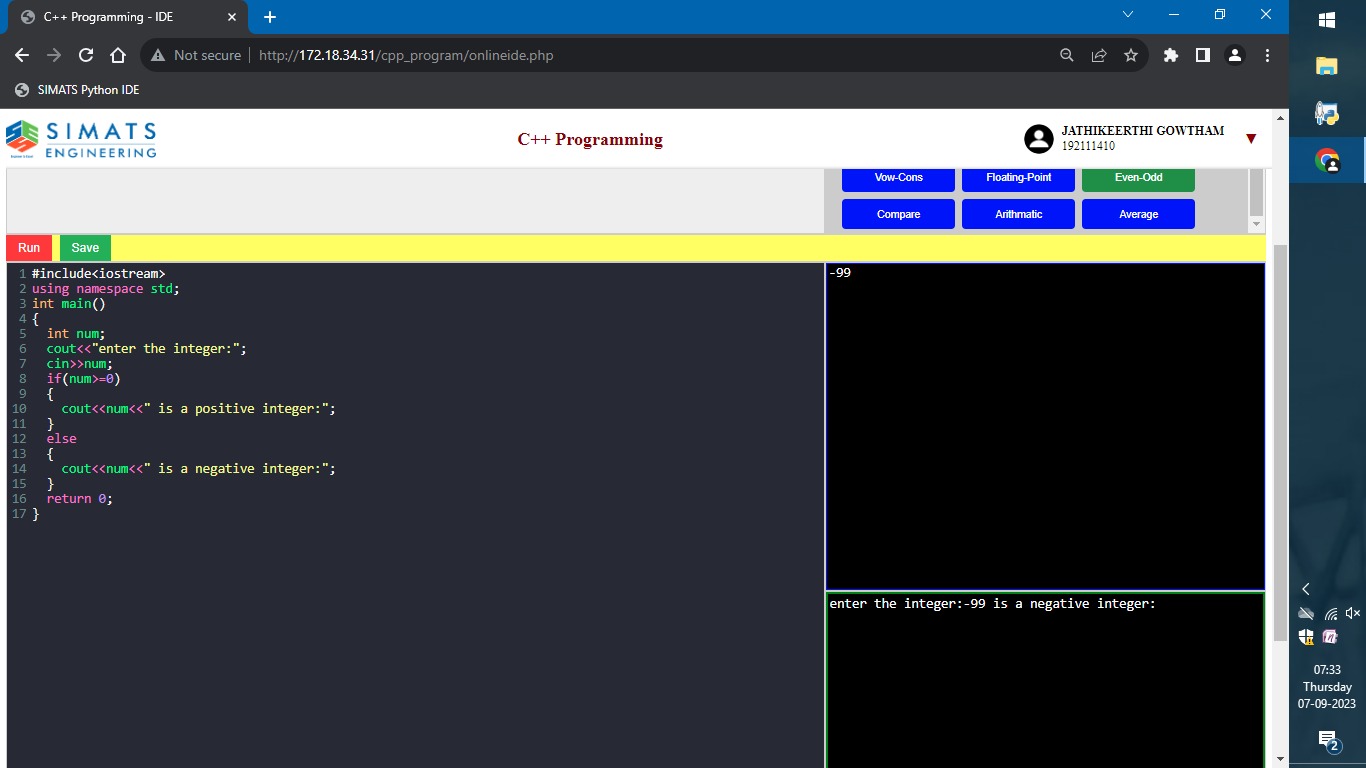 C++ Programming - IDE
Not secure
http://172.18.34.31/cpp_program/onlineide.php
SIMATS Python IDE
SIMATS
ENGINEERING
C++ Programming
JATHIKEERTHI GOWTHAM
192111410
Vow-Cons
Floating-Point
Even-Odd
Compare
Arithmatic
Average
Run
Save
1 #include<iostream>
2 using namespace std;
3 int main()
4 {
5   int num;
6   cout<<"enter the integer:";
7   cin>>num;
8   if(num>=0)
9   {
10     cout<<num<<" is a positive integer:";
11   }
12   else
13   {
14     cout<<num<<" is a negative integer:";
15   }
16   return 0;
17 }
-99
enter the integer:-99 is a negative integer:
07:33
Thursday
07-09-2023
2